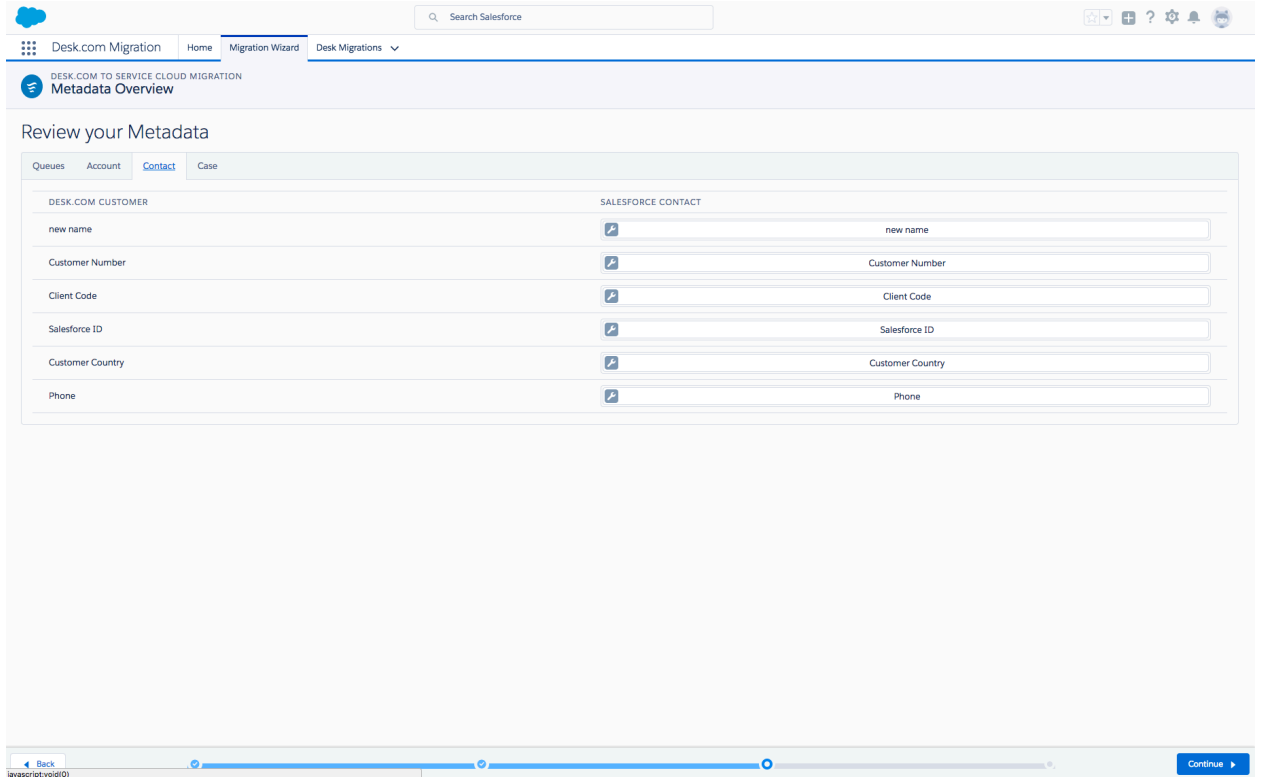 Search Salesforce
Desk.com Migration Home Migration Wizard Desk Migrations
DESK.COM TO SERVICE CLOUD MIGRATION
Metadata Overview
Review your Metadata
Queues Account Contact Case
DESK.COM CUSTOMER SALESFORCE CONTACT
new name new name
Customer Number Customer Number
Client Code Client Code
Salesforce ID Salesforce ID
Customer Country Customer Country
Phone Phone
Back Continue
javascript:void(0)